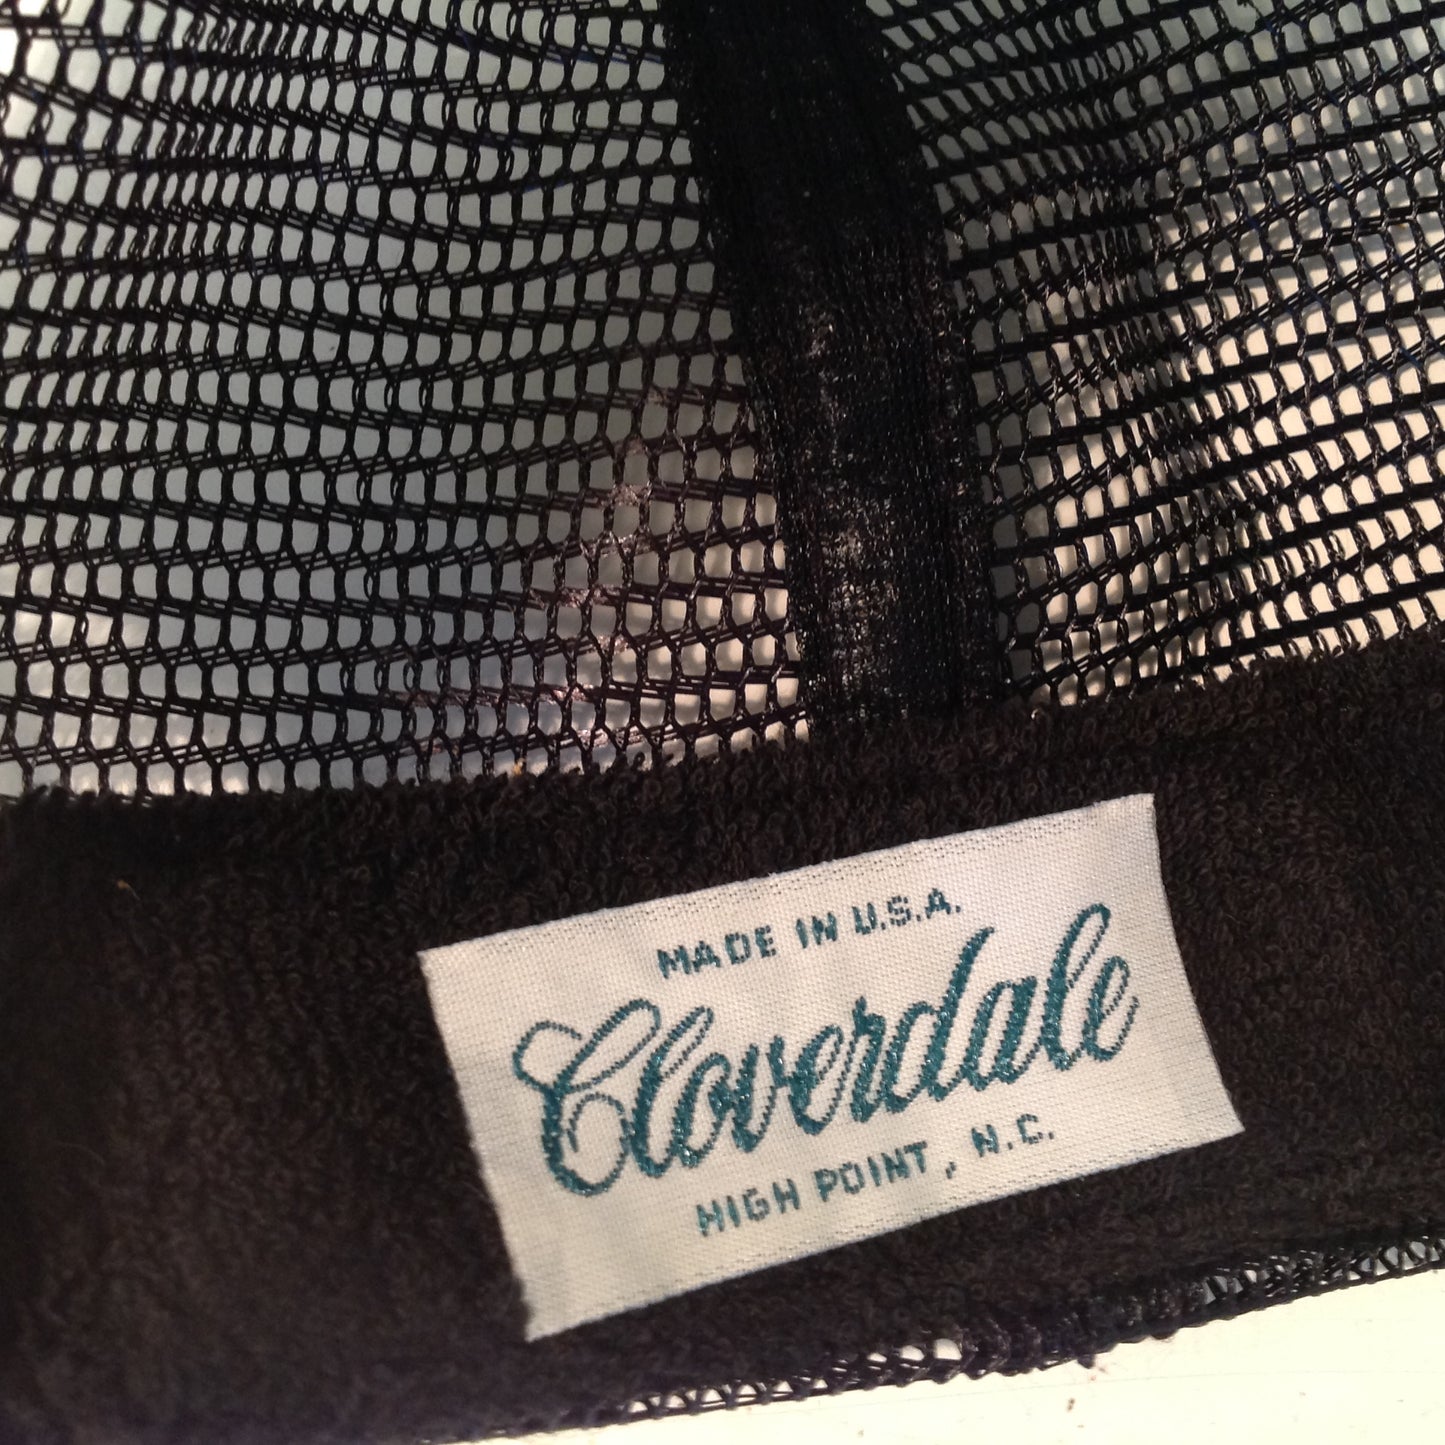 MADE IN U.S.A.
Cloverdale
HIGH POINT, N.C.